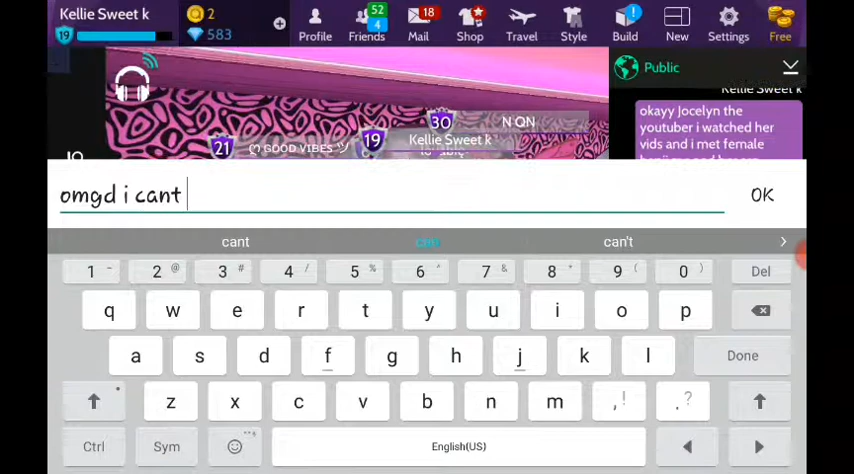 Kellie Sweet k
19
2
583
Profile
52
4
Friends
18
Mail
Shop
Travel
Style
!
Build
New
Settings
Free
Public
Kellie Sweet k
okayy Jocelyn the
youtuber i watched her
vids and i met female
30
N QN
21 ღ GOOD VIBES ツ
19 Kellie Sweet k
omgd i cant
OK
cant
can't
1 - 2 @ 3 # 4 / 5 % 6 ^ 7 & 8 * 9 ( 0 ) Del
q w e r t y u i o p
a s d f g h j k l Done
z x c v b n m , ! . ?
Ctrl Sym English(US)